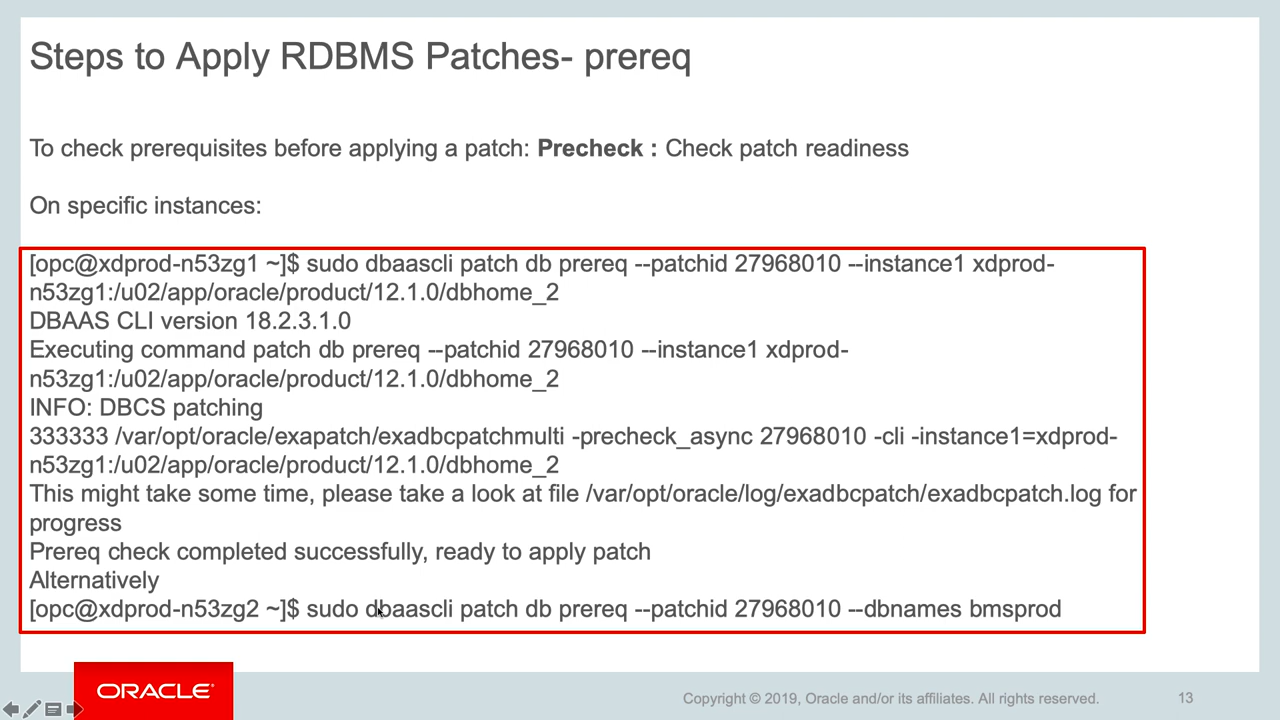 Steps to Apply RDBMS Patches- prereq
To check prerequisites before applying a patch: Precheck : Check patch readiness
On specific instances:
[opc@xdprod-n53zg1 ~]$ sudo dbaascli patch db prereq --patchid 27968010 --instance1 xdprod-
n53zg1:/u02/app/oracle/product/12.1.0/dbhome_2
DBAAS CLI version 18.2.3.1.0
Executing command patch db prereq --patchid 27968010 --instance1 xdprod-
n53zg1:/u02/app/oracle/product/12.1.0/dbhome_2
INFO: DBCS patching
333333 /var/opt/oracle/exapatch/exadbcpatchmulti -precheck_async 27968010 -cli -instance1=xdprod-
n53zg1:/u02/app/oracle/product/12.1.0/dbhome_2
This might take some time, please take a look at file /var/opt/oracle/log/exadbcpatch/exadbcpatch.log for
progress
Prereq check completed successfully, ready to apply patch
Alternatively
[opc@xdprod-n53zg2 ~]$ sudo dbaascli patch db prereq --patchid 27968010 --dbnames bmsprod
ORACLE®
Copyright © 2019, Oracle and/or its affiliates. All rights reserved.
13